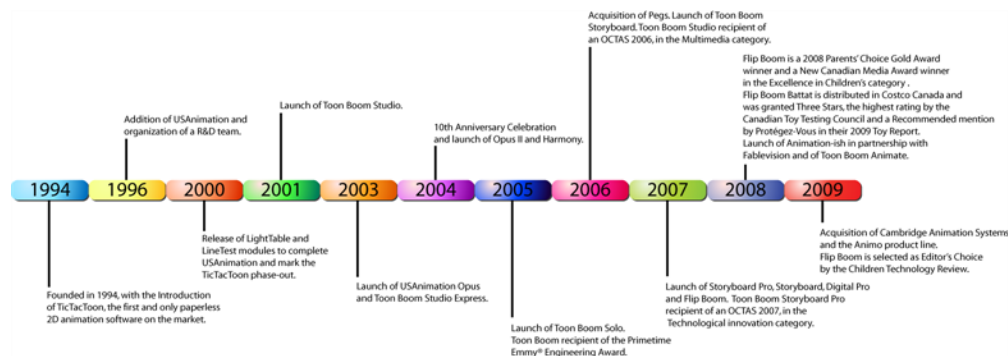 Acquisition of Pegs. Launch of Toon Boom
Storyboard. Toon Boom Studio recipient of
an OCTAS 2006, in the Multimedia category.
Flip Boom is a 2008 Parents' Choice Gold Award
winner and a New Canadian Media Award winner
in the Excellence in Children's category .
Flip Boom Battat is distributed in Costco Canada and
was granted Three Stars, the highest rating by the
Canadian Toy Testing Council and a Recommended mention
by Protégez-Vous in their 2009 Toy Report.
Launch of Animation-ish in partnership with
Fablevision and of Toon Boom Animate.
Launch of Toon Boom Studio.
Addition of USAnimation and
organization of a R&D team.
10th Anniversary Celebration
and launch of Opus II and Harmony.
1994
1996
2000
2001
2003
2004
2005
2006
2007
2008
2009
Release of LightTable and
LineTest modules to complete
USAnimation and mark the
TicTacToon phase-out.
Acquisition of Cambridge Animation Systems
and the Animo product line.
Flip Boom is selected as Editor's Choice
by the Children Technology Review.
Founded in 1994, with the Introduction
of TicTacToon, the first and only paperless
2D animation software on the market.
Launch of USAnimation Opus
and Toon Boom Studio Express.
Launch of Storyboard Pro, Storyboard, Digital Pro
and Flip Boom. Toon Boom Storyboard Pro
recipient of an OCTAS 2007, in the
Technological innovation category.
Launch of Toon Boom Solo.
Toon Boom recipient of the Primetime
Emmy® Engineering Award.